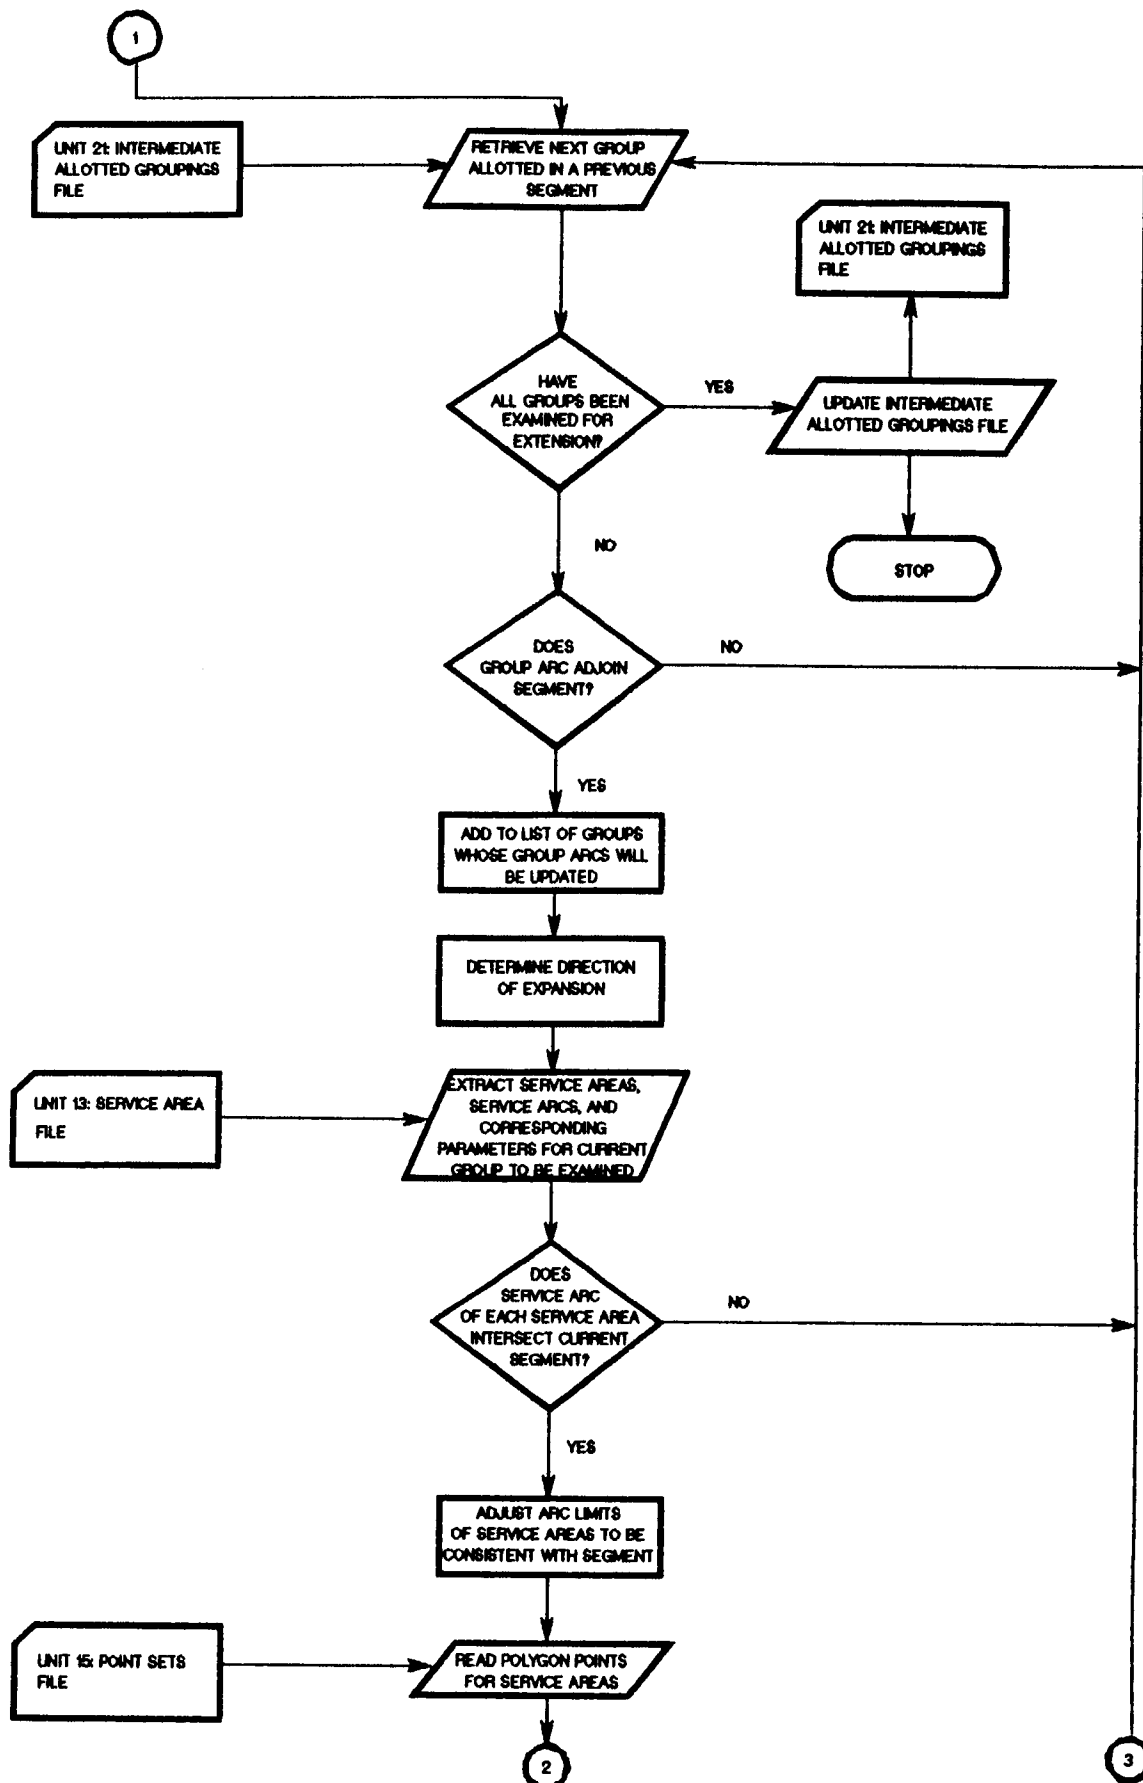 1
UNIT 21: INTERMEDIATE
ALLOTTED GROUPINGS
FILE
RETRIEVE NEXT GROUP
ALLOTTED IN A PREVIOUS
SEGMENT
UNIT 21: INTERMEDIATE
ALLOTTED GROUPINGS
FILE
HAVE
ALL GROUPS BEEN
EXAMINED FOR
EXTENSION?
YES
UPDATE INTERMEDIATE
ALLOTTED GROUPINGS FILE
NO
STOP
DOES
GROUP ARC ADJOIN
SEGMENT?
NO
YES
ADD TO LIST OF GROUPS
WHOSE GROUP ARCS WILL
BE UPDATED
DETERMINE DIRECTION
OF EXPANSION
UNIT 13: SERVICE AREA
FILE
EXTRACT SERVICE AREAS,
SERVICE ARCS, AND
CORRESPONDING
PARAMETERS FOR CURRENT
GROUP TO BE EXAMINED
DOES
SERVICE ARC
OF EACH SERVICE AREA
INTERSECT CURRENT
SEGMENT?
NO
YES
ADJUST ARC LIMITS
OF SERVICE AREAS TO BE
CONSISTENT WITH SEGMENT
UNIT 15: POINT SETS
FILE
READ POLYGON POINTS
FOR SERVICE AREAS
2
3